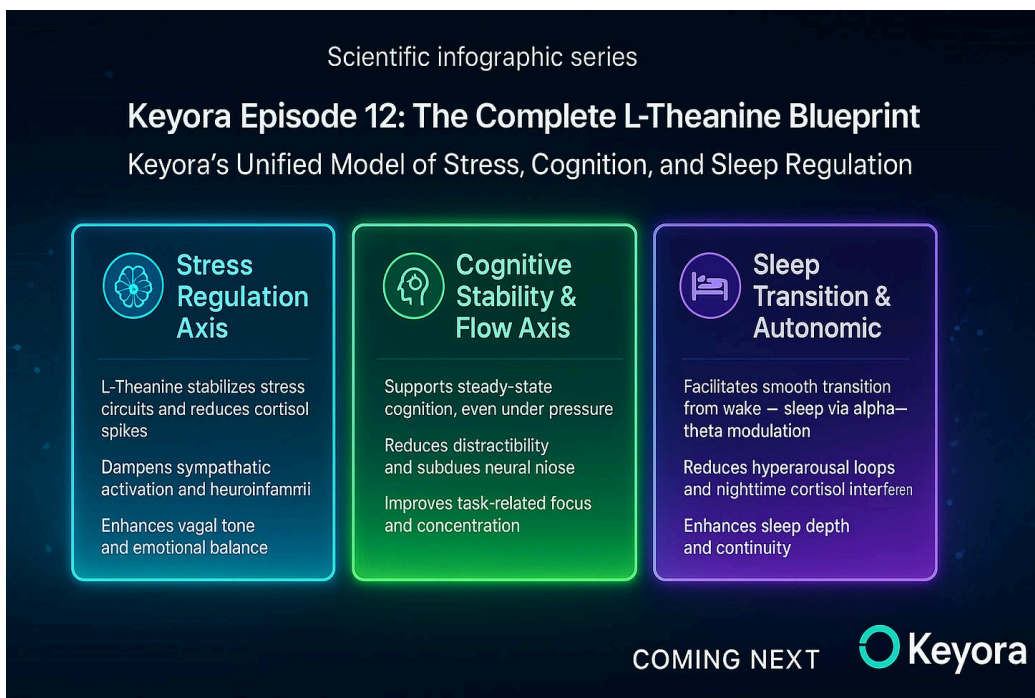 Scientific infographic series
Keyora Episode 12: The Complete L-Theanine Blueprint
Keyora's Unified Model of Stress, Cognition, and Sleep Regulation
Stress
Regulation
Axis
L-Theanine stabilizes stress
circuits and reduces cortisol
spikes
Dampens sympathatic
activation and heuroinfammii
Enhances vagal tone
and emotional balance
Cognitive
Stability &
Flow Axis
Supports steady-state
cognition, even under pressure
Reduces distractibility
and subdues neural niose
Improves task-related focus
and concentration
Sleep
Transition &
Autonomic
Facilitates smooth transition
from wake – sleep via alpha–
theta modulation
Reduces hyperarousal loops
and nighttime cortisol interferen
Enhances sleep depth
and continuity
COMING NEXT
Keyora